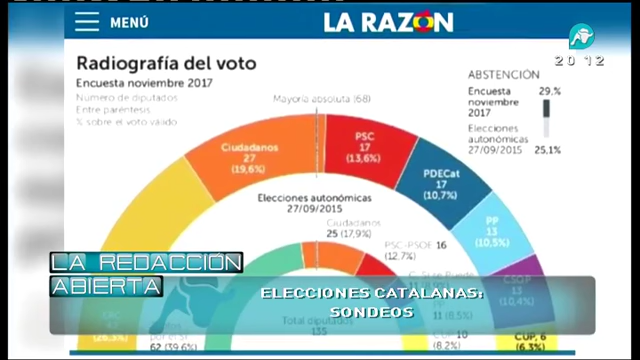 MENÚ
LA RAZON
20 12
Radiografía del voto
Encuesta noviembre 2017
Número de diputados
Entre paréntesis
% sobre el voto válido
Mayoría absoluta (68)
ABSTENCIÓN
Encuesta
noviembre
2017
29,%
Elecciones
autonómicas
27/09/2015
25,1%
Ciudadanos
27
(19,6%)
PSC
17
(13,6%)
PDECat
17
(10,7%)
PP
13
(10,5%)
13
(10,4%)
CUP, 6
(6,3%)
Elecciones autonómicas
27/09/2015
Ciudadanos
25 (17,9%)
PSC-PSOE 16
(12,7%)
PP
11 (8,5%)
CUP 10
(8,2%)
Total diputados
135
62 (39,6%)
LA REDACCIÓN
ABIERTA
ELECCIONES CATALANAS:
SONDEOS